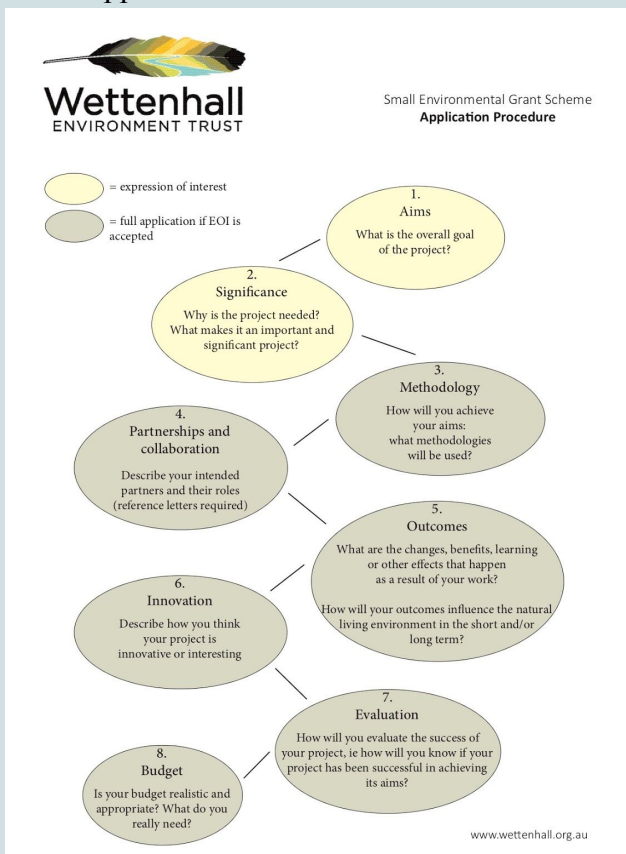 Wettenhall
ENVIRONMENT TRUST
Small Environmental Grant Scheme
Application Procedure
= expression of interest
= full application if EOI is
accepted
1.
Aims
What is the overall goal
of the project?
2.
Significance
Why is the project needed?
What makes it an important and
significant project?
3.
Methodology
How will you achieve
your aims:
what methodologies
will be used?
4.
Partnerships and
collaboration
Describe your intended
partners and their roles
(reference letters required)
5.
Outcomes
What are the changes, benefits, learning
or other effects that happen
as a result of your work?
How will your outcomes influence the natural
living environment in the short and/or
long term?
6.
Innovation
Describe how you think
your project is
innovative or interesting
7.
Evaluation
How will you evaluate the success of
your project, ie how will you know if your
project has been successful in achieving
its aims?
8.
Budget
Is your budget realistic and
appropriate? What do you
really need?
www.wettenhall.org.au